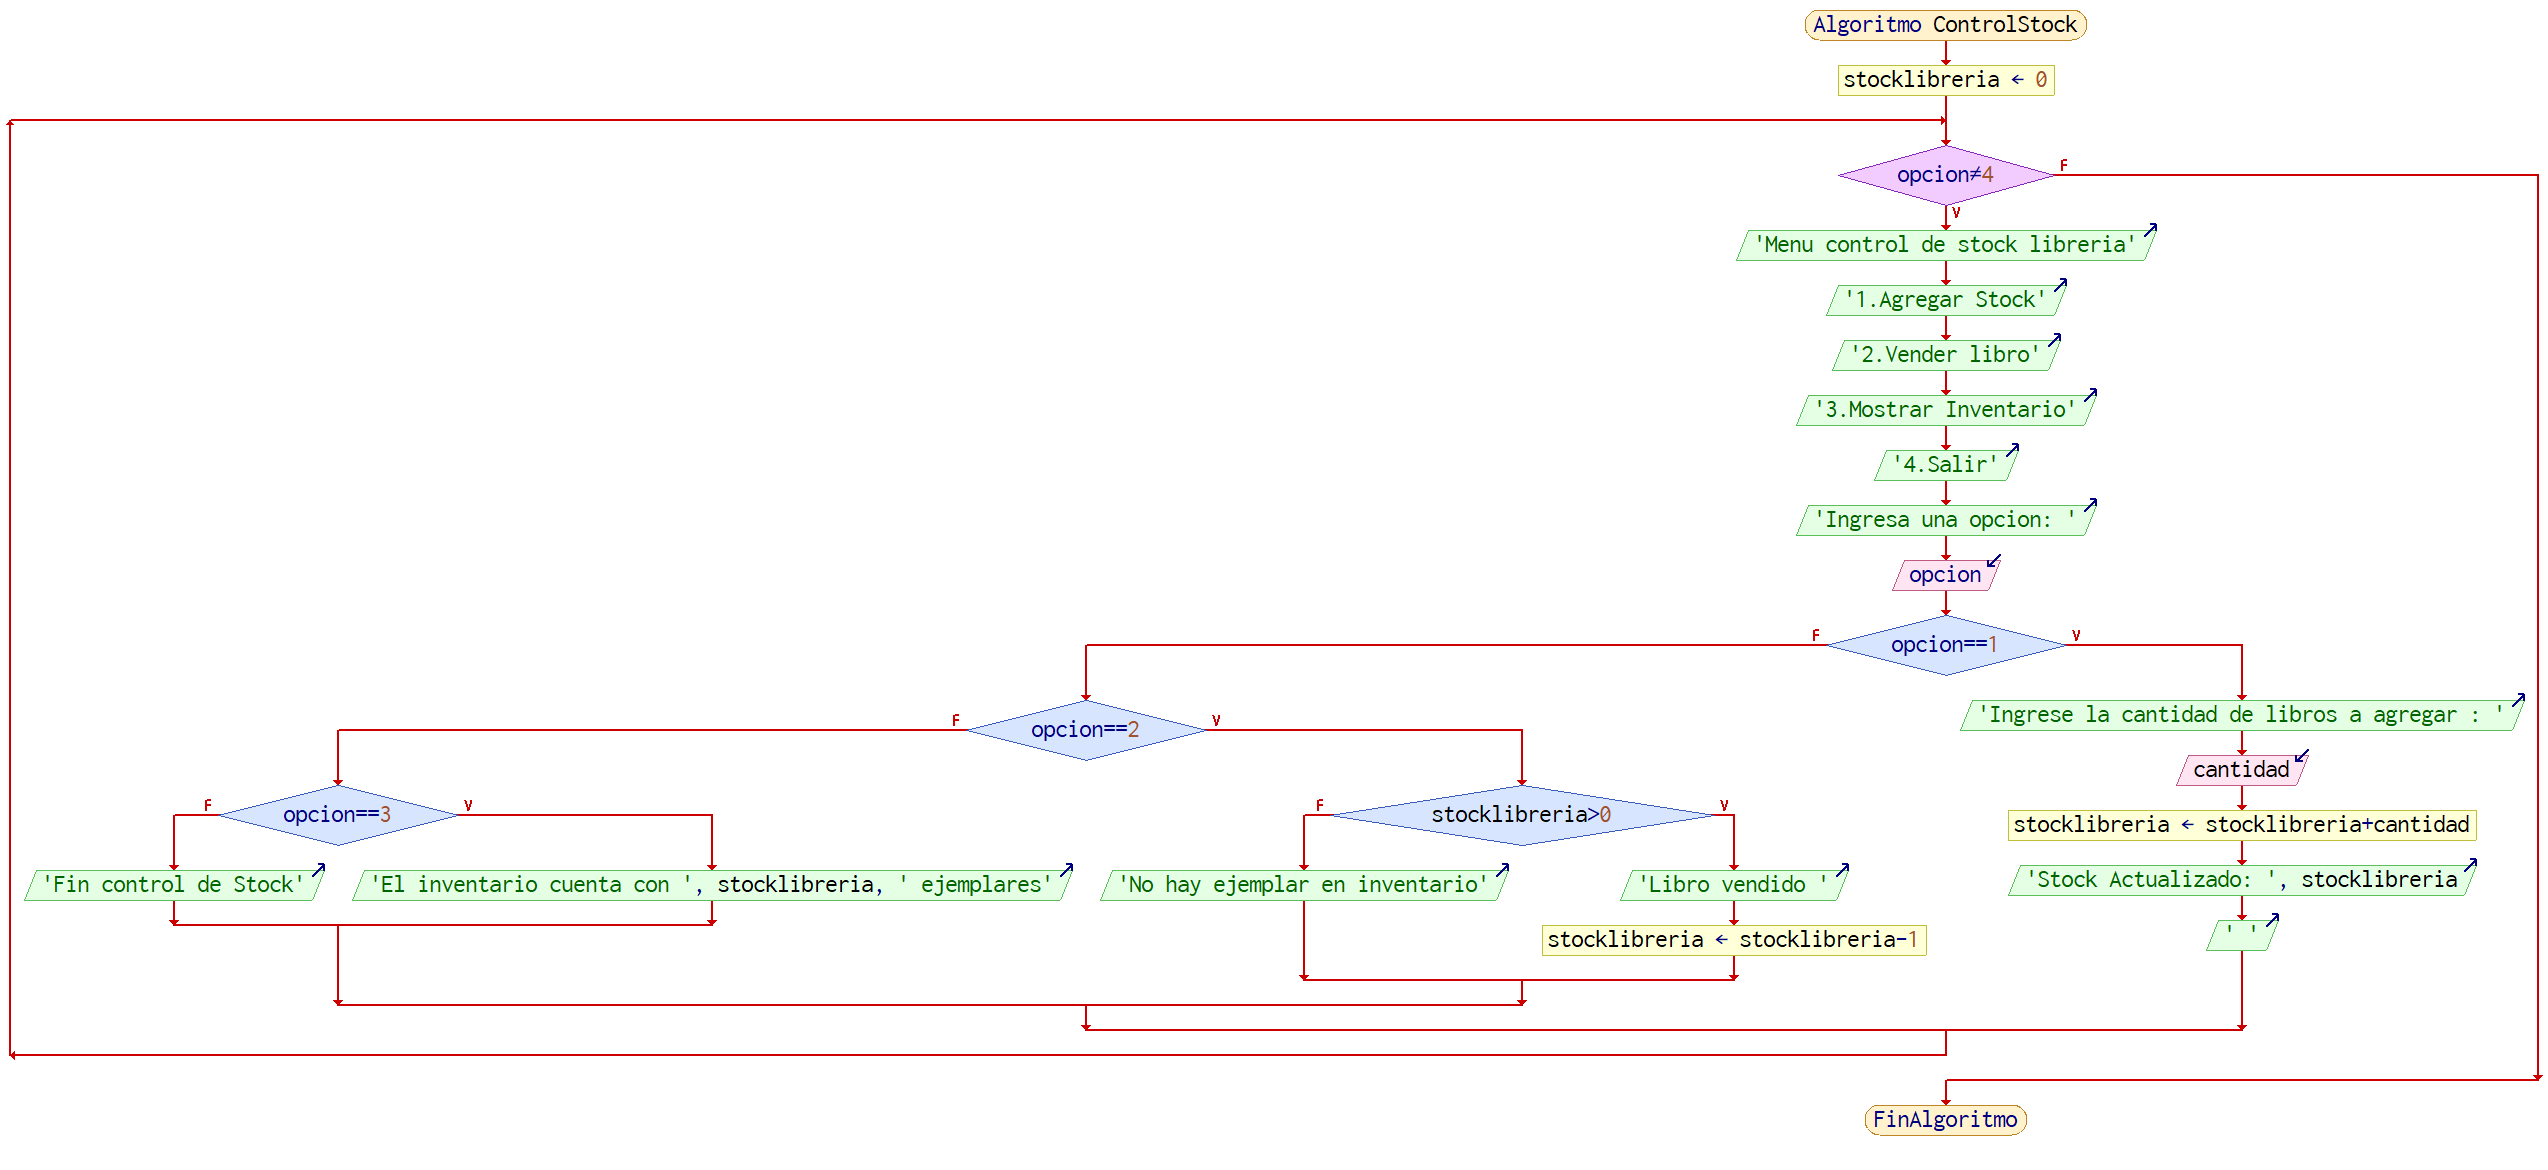 Algoritmo ControlStock
stocklibreria ← 0
opcion≠4
F
V
'Menu control de stock libreria'
'1.Agregar Stock'
'2.Vender libro'
'3.Mostrar Inventario'
'4.Salir'
'Ingresa una opcion: '
opcion
F
opcion==1
V
'Ingrese la cantidad de libros a agregar : '
F
opcion==2
V
cantidad
F
opcion==3
V
F
stocklibreria>0
V
stocklibreria ← stocklibreria+cantidad
'Fin control de Stock'
'El inventario cuenta con ', stocklibreria, ' ejemplares'
'No hay ejemplar en inventario'
'Libro vendido '
'Stock Actualizado: ', stocklibreria
stocklibreria ← stocklibreria-1
' '
FinAlgoritmo